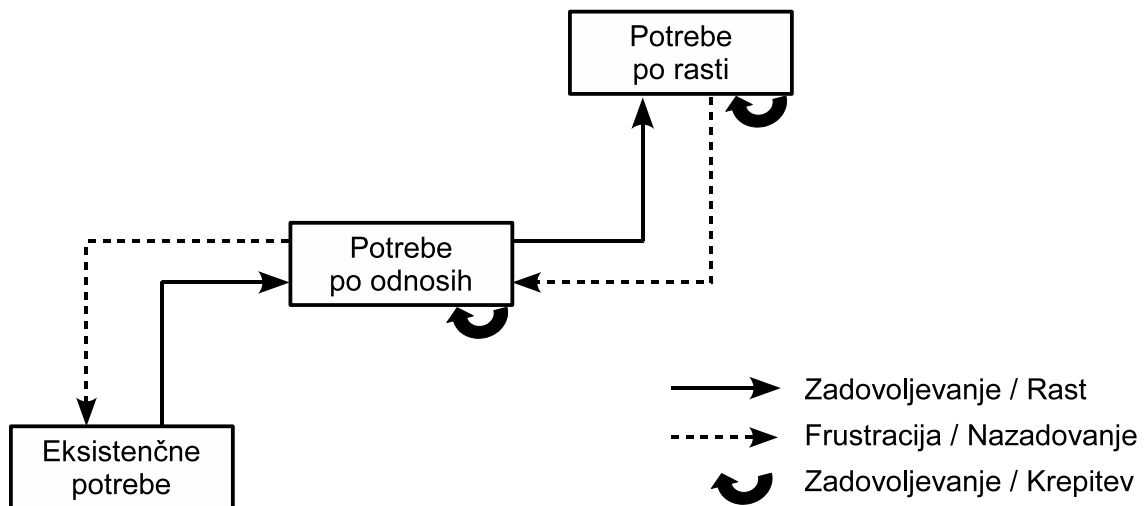 Potrebe
po rasti
Potrebe
po odnosih
Eksistenčne
potrebe
Zadovoljevanje / Rast
Frustracija / Nazadovanje
Zadovoljevanje / Krepitev